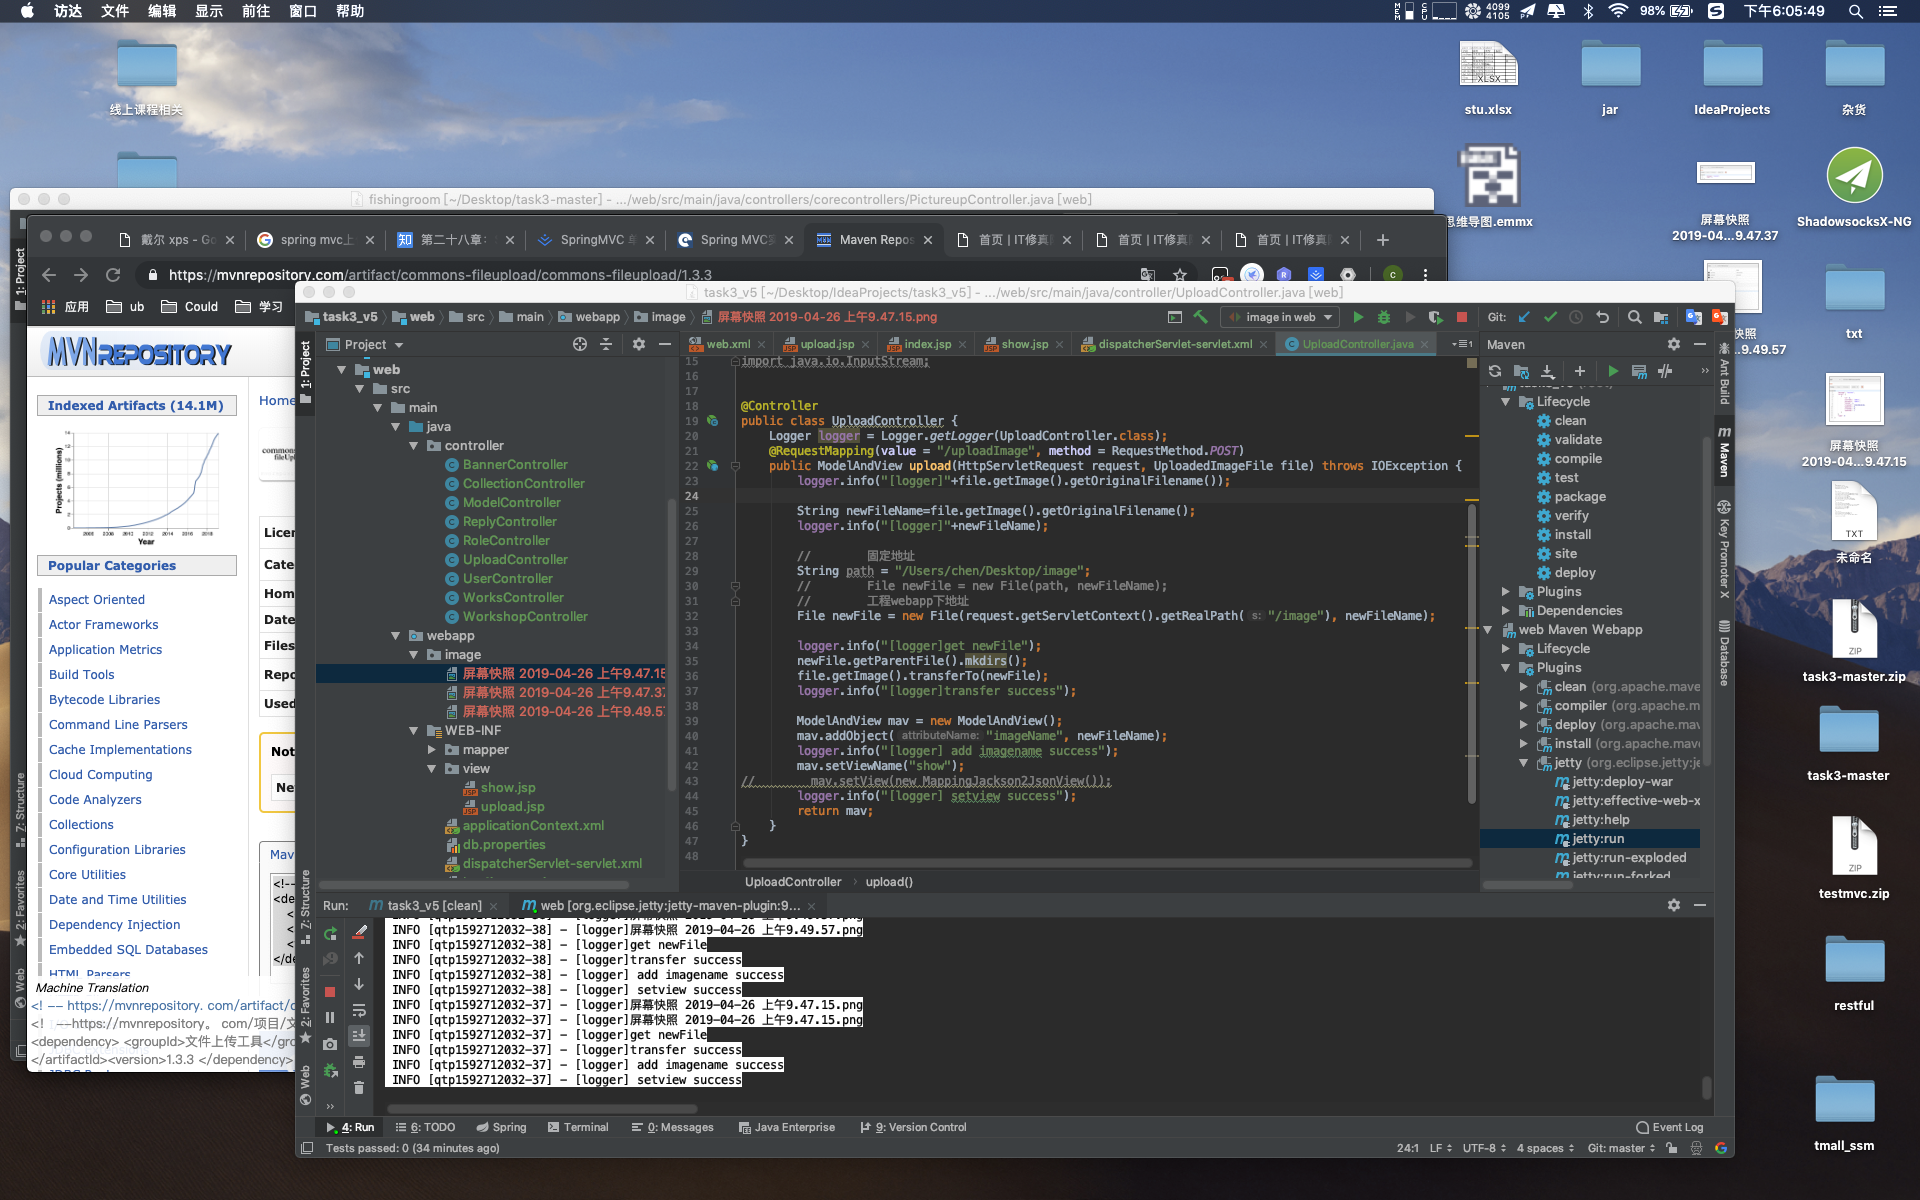 访达 文件 编辑 显示 前往 窗口 帮助
4099
4105
98%
下午6:05:49
线上课程相关
stu.xlsx
jar
IdeaProjects
杂货
屏幕快照
2019-04...9.47.37
ShadowsocksX-NG
思维导图.emmx
...9.49.57
txt
屏幕快照
2019-04...9.47.15
TXT
未命名
ZIP
task3-master.zip
task3-master
ZIP
testmvc.zip
restful
tmall_ssm
fishingroom [~/Desktop/task3-master] - .../web/src/main/java/controllers/corecontrollers/PictureupController.java [web]
戴尔 xps - Go
spring mvc上
第二十八章：
SpringMVC
Spring MVC
Maven Repos
首页 | IT修真
首页 | IT修真
首页 | IT修真
https://mvnrepository.com/artifact/commons-fileupload/commons-fileupload/1.3.3
应用
ub
Could
学习
MVNREPOSITORY
Indexed Artifacts (14.1M)
Projects (millions)
Year
Home
Popular Categories
Aspect Oriented
Actor Frameworks
Application Metrics
Build Tools
Bytecode Libraries
Command Line Parsers
Cache Implementations
Cloud Computing
Code Analyzers
Collections
Configuration Libraries
Core Utilities
Date and Time Utilities
Dependency Injection
Embedded SQL Databases
HTML Parsers
Licen
Cate
Hom
Date
Files
Repo
Used
Not
Ne
Mav
Machine Translation
<! -- https://mvnrepository. com/artifact/c
<! --https://mvnrepository。 com/项目/文
<dependency> <groupId>文件上传工具</gro
</artifactId><version>1.3.3 </dependency>
task3_v5 [~/Desktop/IdeaProjects/task3_v5] - .../web/src/main/java/controller/UploadController.java [web]
task3_v5 web src main webapp image 屏幕快照 2019-04-26 上午9.47.15.png
image in web
Git:
1: Project
Project
web
src
main
java
controller
BannerController
CollectionController
ModelController
ReplyController
RoleController
UploadController
UserController
WorksController
WorkshopController
webapp
image
屏幕快照 2019-04-26 上午9.47.15
屏幕快照 2019-04-26 上午9.47.37
屏幕快照 2019-04-26 上午9.49.57
WEB-INF
mapper
view
show.jsp
upload.jsp
applicationContext.xml
db.properties
dispatcherServlet-servlet.xml
web.xml
upload.jsp
index.jsp
show.jsp
dispatcherServlet-servlet.xml
UploadController.java
15 import java.io.InputStream;
16
17
18 @Controller
19 public class UploadController {
20 Logger logger = Logger.getLogger(UploadController.class);
21 @RequestMapping(value = "/uploadImage", method = RequestMethod.POST)
22 public ModelAndView upload(HttpServletRequest request, UploadedImageFile file) throws IOException {
23 logger.info("[logger]"+file.getImage().getOriginalFilename());
24
25 String newFileName=file.getImage().getOriginalFilename();
26 logger.info("[logger]"+newFileName);
27
28 // 固定地址
29 String path = "/Users/chen/Desktop/image";
30 // File newFile = new File(path, newFileName);
31 // 工程webapp下地址
32 File newFile = new File(request.getServletContext().getRealPath( s: "/image"), newFileName);
33
34 logger.info("[logger]get newFile");
35 newFile.getParentFile().mkdirs();
36 file.getImage().transferTo(newFile);
37 logger.info("[logger]transfer success");
38
39 ModelAndView mav = new ModelAndView();
40 mav.addObject( attributeName: "imageName", newFileName);
41 logger.info("[logger] add imagename success");
42 mav.setViewName("show");
43 // mav.setView(new MappingJackson2JsonView());
44 logger.info("[logger] setview success");
45 return mav;
46 }
47 }
48
UploadController › upload()
Maven
Lifecycle
clean
validate
compile
test
package
verify
install
site
deploy
Plugins
Dependencies
web Maven Webapp
Lifecycle
Plugins
clean (org.apache.mave
compiler (org.apache.m
deploy (org.apache.mav
install (org.apache.mave
jetty (org.eclipse.jetty:je
jetty:deploy-war
jetty:effective-web-x
jetty:help
jetty:run
jetty:run-exploded
jetty:run-forked
Ant Build
Maven
Key Promoter X
Database
Run:
task3_v5 [clean]
web [org.eclipse.jetty:jetty-maven-plugin:9...
INFO [qtp1592712032-38] - [logger]屏幕快照 2019-04-26 上午9.49.57.png
INFO [qtp1592712032-38] - [logger]get newFile
INFO [qtp1592712032-38] - [logger]transfer success
INFO [qtp1592712032-38] - [logger] add imagename success
INFO [qtp1592712032-38] - [logger] setview success
INFO [qtp1592712032-37] - [logger]屏幕快照 2019-04-26 上午9.47.15.png
INFO [qtp1592712032-37] - [logger]屏幕快照 2019-04-26 上午9.47.15.png
INFO [qtp1592712032-37] - [logger]get newFile
INFO [qtp1592712032-37] - [logger]transfer success
INFO [qtp1592712032-37] - [logger] add imagename success
INFO [qtp1592712032-37] - [logger] setview success
Z: Structure
2: Favorites
Web
4: Run
6: TODO
Spring
Terminal
0: Messages
Java Enterprise
9: Version Control
Event Log
Tests passed: 0 (34 minutes ago)
24:1 LF UTF-8 4 spaces Git: master